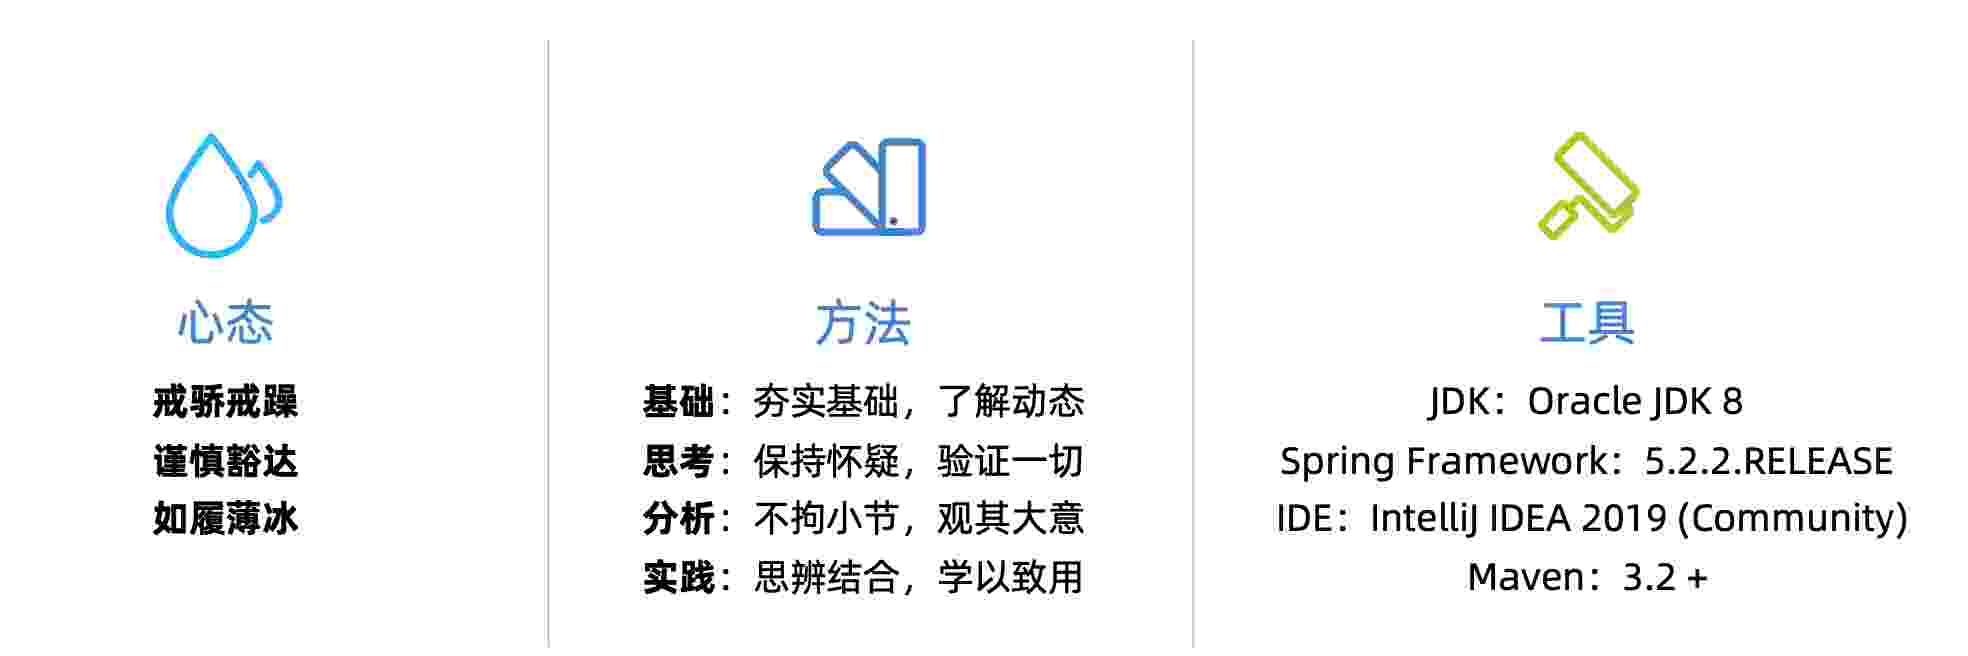 心态
戒骄戒躁
谨慎豁达
如履薄冰
方法
基础：夯实基础，了解动态
思考：保持怀疑，验证一切
分析：不拘小节，观其大意
实践：思辨结合，学以致用
工具
JDK：Oracle JDK 8
Spring Framework：5.2.2.RELEASE
IDE：IntelliJ IDEA 2019 (Community)
Maven：3.2 +